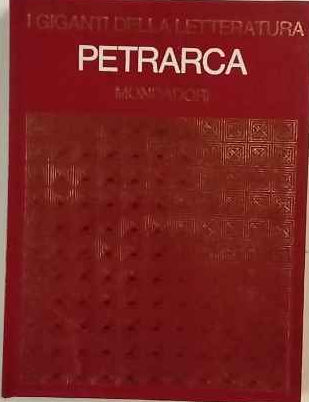 I GIGANTI DELLA LETTERATURA
PETRARCA
MONDADORI